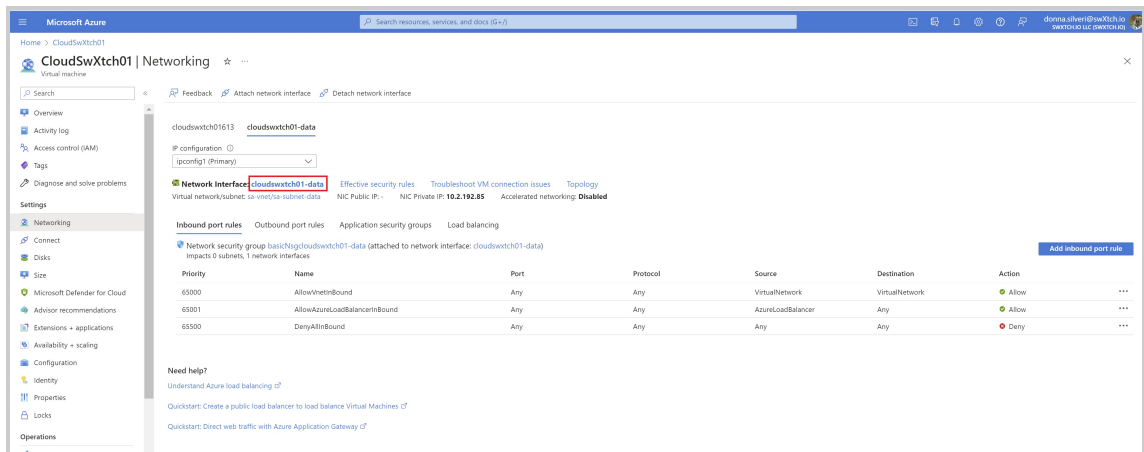 Microsoft Azure
Search resources, services, and docs (G+/)
donna.silveri@swXtch.io
SWXTCH.IO LLC (SWXTCH.IO)
Home > CloudSwXtch01
CloudSwXtch01 | Networking
Virtual machine
Search
Feedback Attach network interface Detach network interface
Overview
Activity log
Access control (IAM)
Tags
Diagnose and solve problems
Settings
Networking
Connect
Disks
Size
Microsoft Defender for Cloud
Advisor recommendations
Extensions + applications
Availability + scaling
Configuration
Identity
Properties
Locks
Operations
cloudswxtch01613 cloudswxtch01-data
IP configuration
ipconfig1 (Primary)
Network Interface: cloudswxtch01-data Effective security rules Troubleshoot VM connection issues Topology
Virtual network/subnet: sa-vnet/sa-subnet-data NIC Public IP: - NIC Private IP: 10.2.192.85 Accelerated networking: Disabled
Inbound port rules Outbound port rules Application security groups Load balancing
Network security group basicNsgcloudswxtch01-data (attached to network interface: cloudswxtch01-data)
Impacts 0 subnets, 1 network interfaces
Add inbound port rule
Priority Name Port Protocol Source Destination Action
65000 AllowVnetInBound Any Any VirtualNetwork VirtualNetwork Allow
65001 AllowAzureLoadBalancerInBound Any Any AzureLoadBalancer Any Allow
65500 DenyAllInBound Any Any Any Any Deny
Need help?
Understand Azure load balancing
Quickstart: Create a public load balancer to load balance Virtual Machines
Quickstart: Direct web traffic with Azure Application Gateway